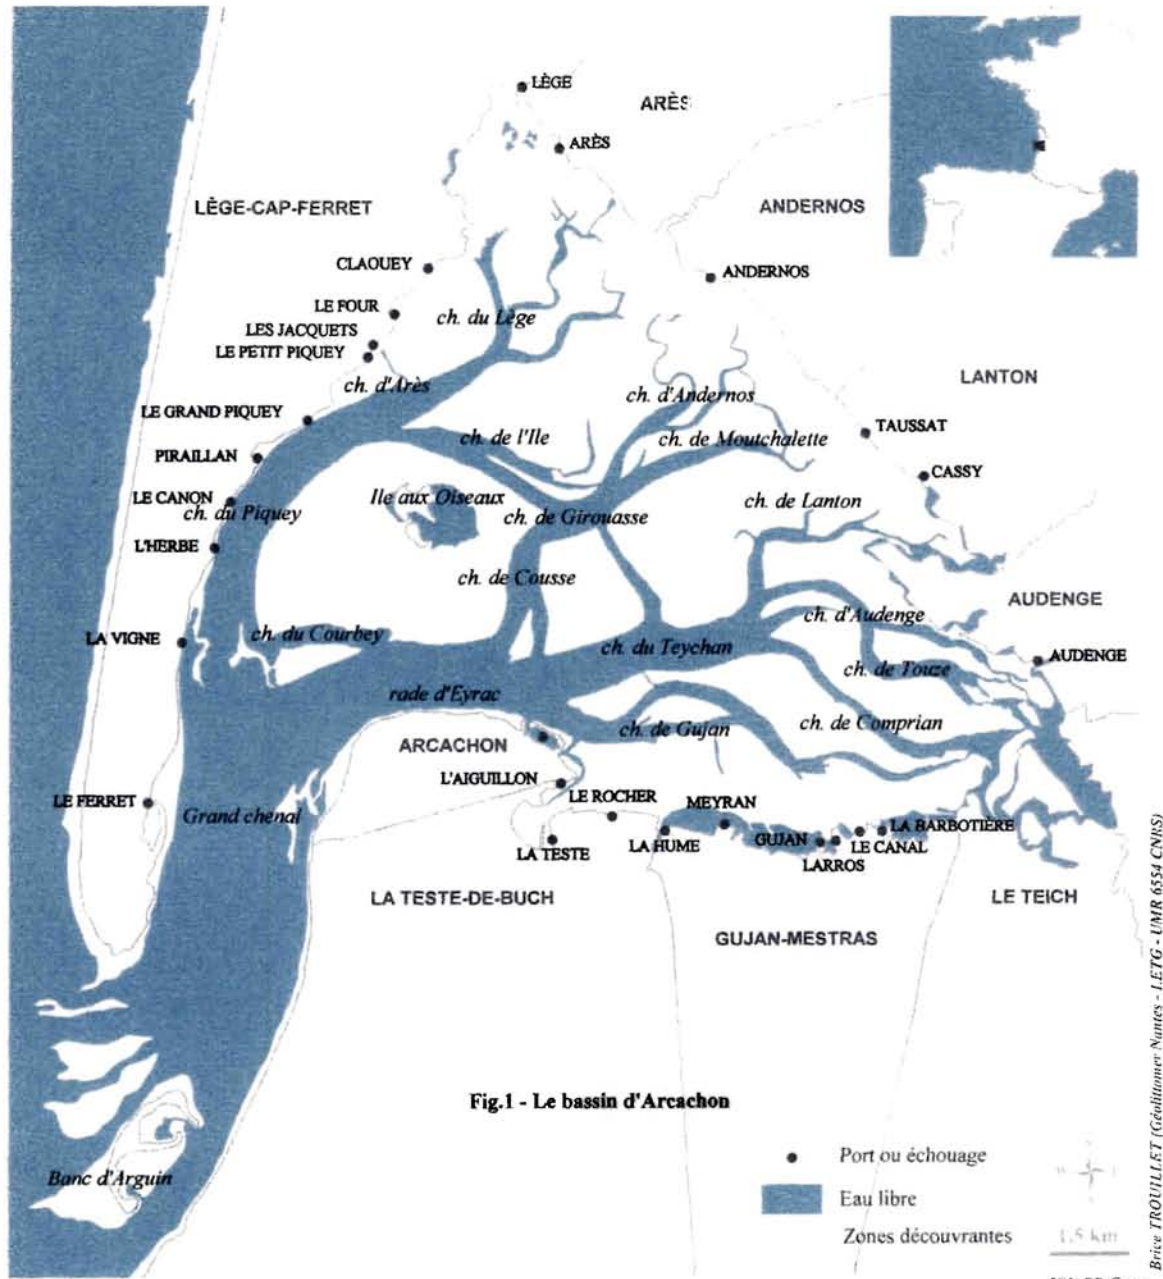 LÈGE
ARÈS
ARÈS
LÈGE-CAP-FERRET
ANDERNOS
CLAOUEY
ANDERNOS
LE FOUR
ch. du Lège
LES JACQUETS
LE PETIT PIQUEY
ch. d'Arès
LANTON
ch. d'Andernos
LE GRAND PIQUEY
TAUSSAT
ch. de l'Ile
ch. de Moutchalette
PIRAILLAN
CASSY
LE CANON
Ile aux Oiseaux
ch. de Lanton
ch. du Piquey
ch. de Girouasse
L'HERBE
ch. de Cousse
AUDENGE
ch. d'Audenge
LA VIGNE
ch. du Courbey
ch. du Teychan
AUDENGE
ch. de Touze
rade d'Eyrac
ch. de Gujan
ch. de Comprian
ARCACHON
L'AIGUILLON
LE ROCHER
LE FERRET
MEYRAN
Grand chenal
LA BARBOTIÈRE
GUJAN
LE CANAL
LA HUME
LA TESTE
LARROS
LA TESTE-DE-BUCH
LE TEICH
GUJAN-MESTRAS
Fig.1 - Le bassin d'Arcachon
Port ou échouage
Banc d'Arguin
Eau libre
Zones découvrantes
1,5 km
Brice TROUILLET (Géolittomer Nantes - LETG - UMR 6554 CNRS)